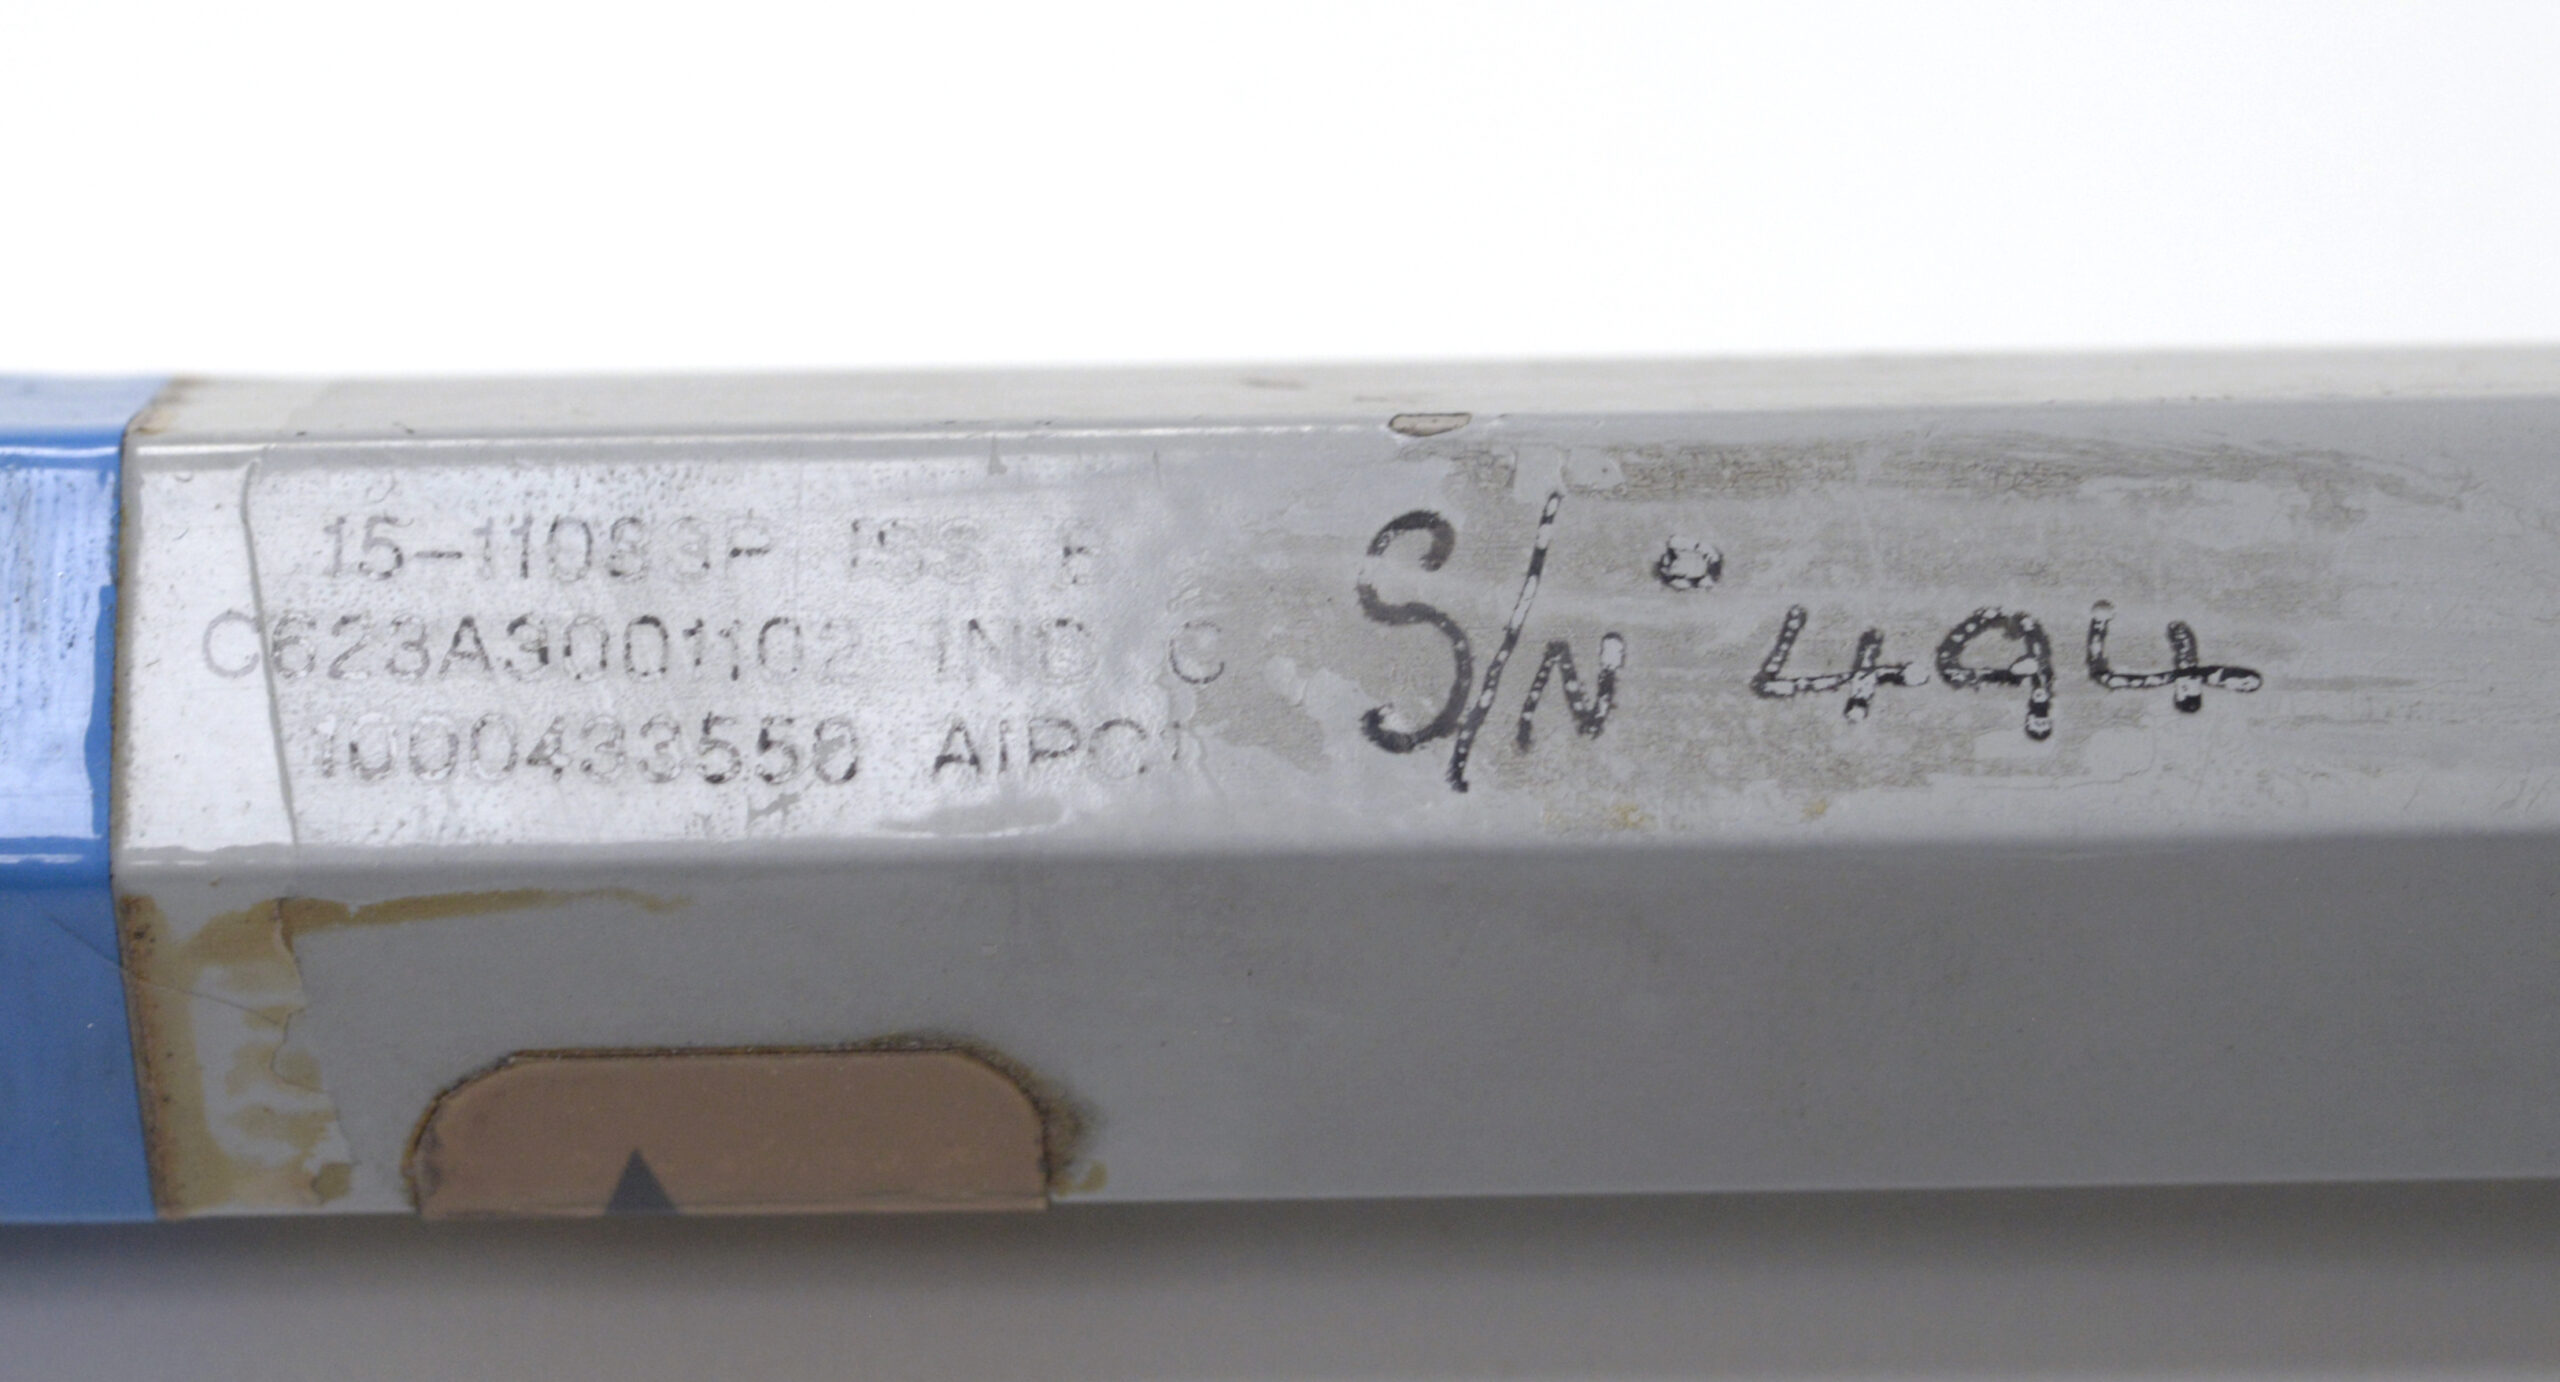 15-11083P ISS E
C623A3001102 IND C
1000433558 AIPC1
S/N° 494